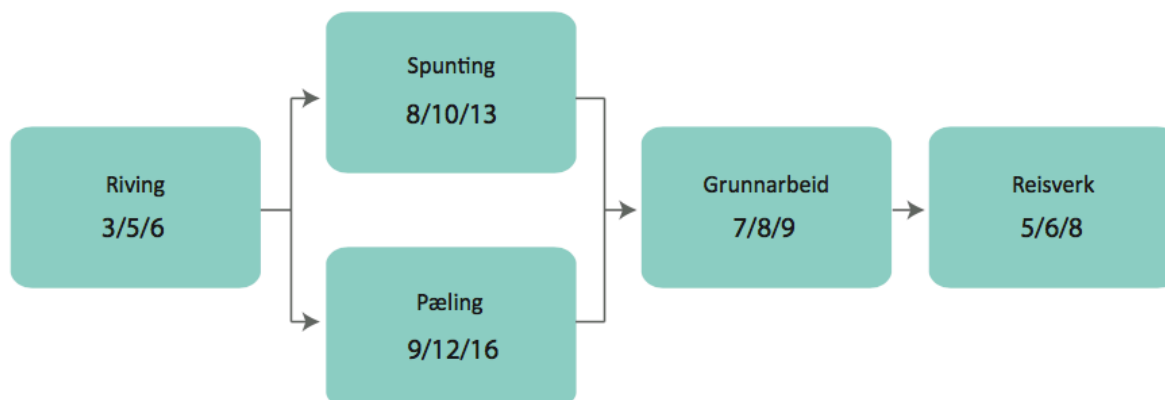 Riving
3/5/6
Spunting
8/10/13
Pæling
9/12/16
Grunnarbeid
7/8/9
Reisverk
5/6/8